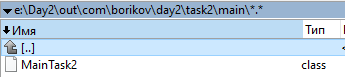 e:\Day2\out\com\borikov\day2\task2\main\*.*
Имя Тип
[..]
MainTask2 class